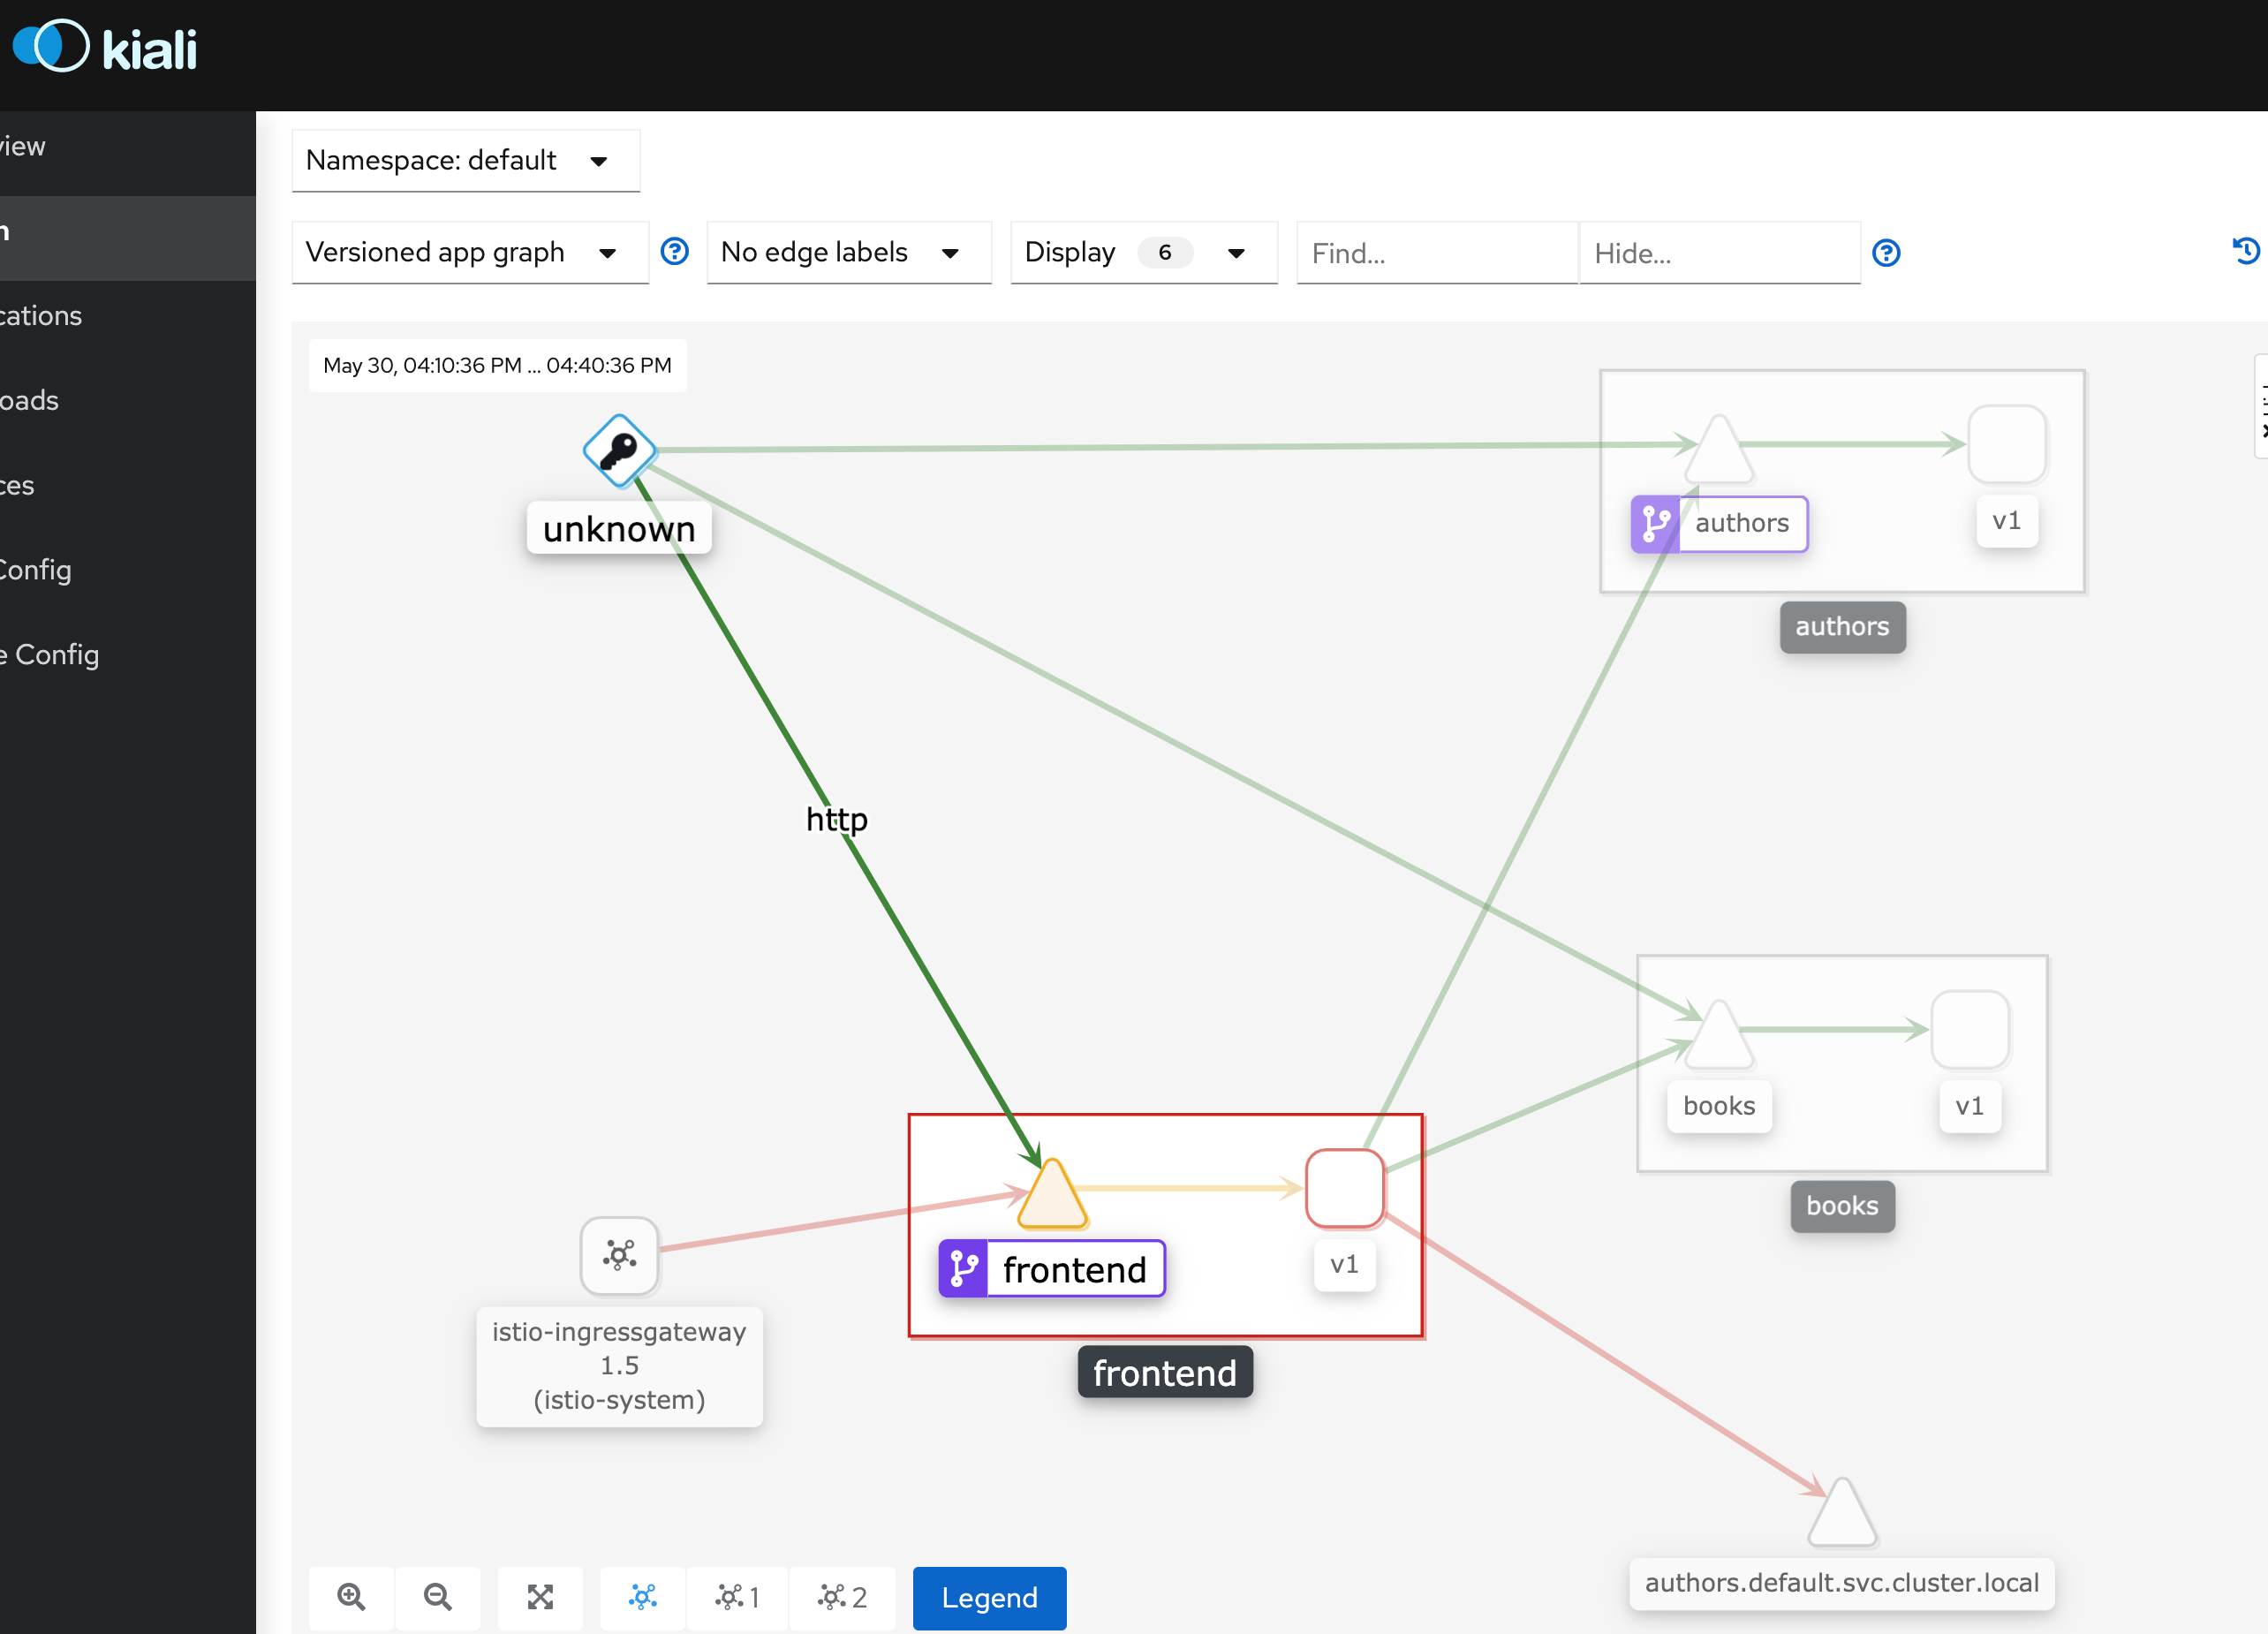 kiali
view
Namespace: default
n
Versioned app graph
No edge labels
Display 6
Find...
Hide...
cations
May 30, 04:10:36 PM ... 04:40:36 PM
oads
ces
Config
e Config
unknown
authors
v1
authors
http
books
v1
books
frontend
v1
frontend
istio-ingressgateway
1.5
(istio-system)
authors.default.svc.cluster.local
1
2
Legend